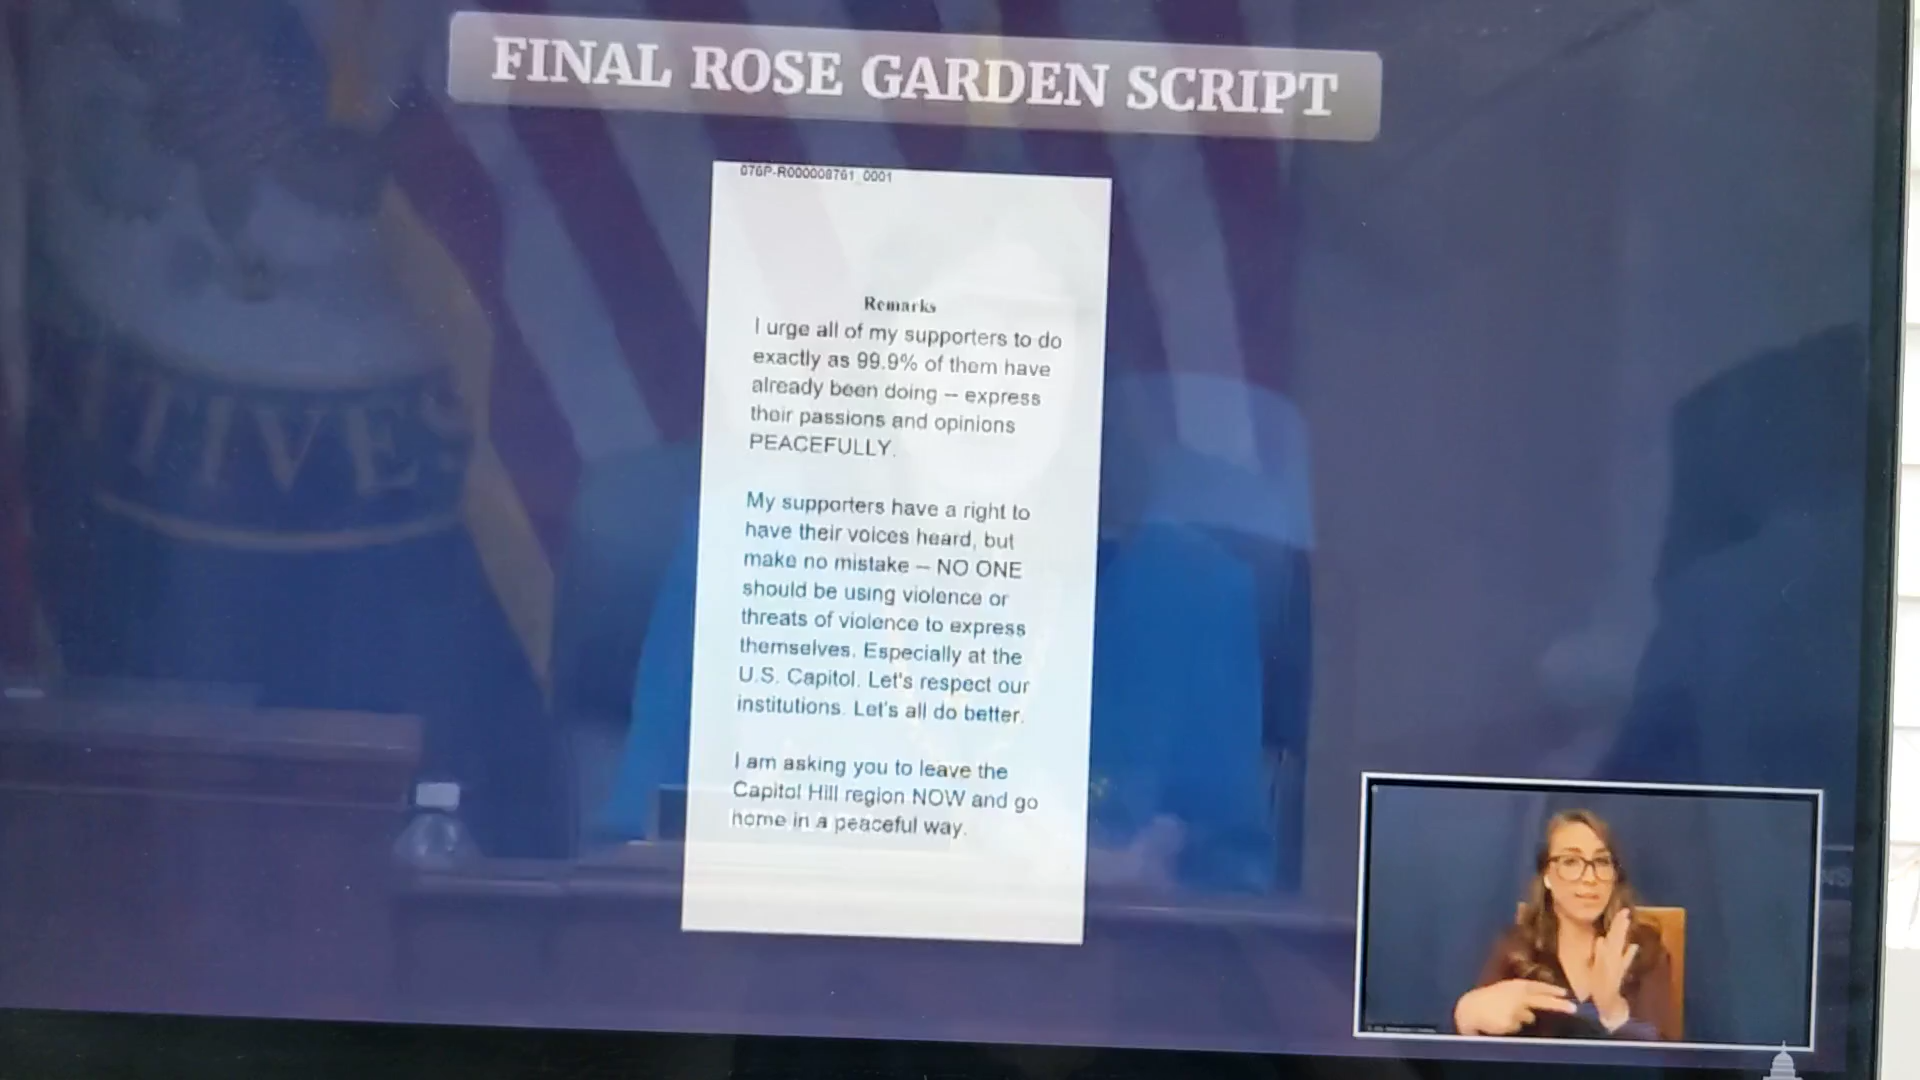 FINAL ROSE GARDEN SCRIPT
076P-R000008761_0001
Remarks
I urge all of my supporters to do
exactly as 99.9% of them have
already been doing – express
their passions and opinions
PEACEFULLY.
My supporters have a right to
have their voices heard, but
make no mistake – NO ONE
should be using violence or
threats of violence to express
themselves. Especially at the
U.S. Capitol. Let's respect our
institutions. Let's all do better.
I am asking you to leave the
Capitol Hill region NOW and go
home in a peaceful way.